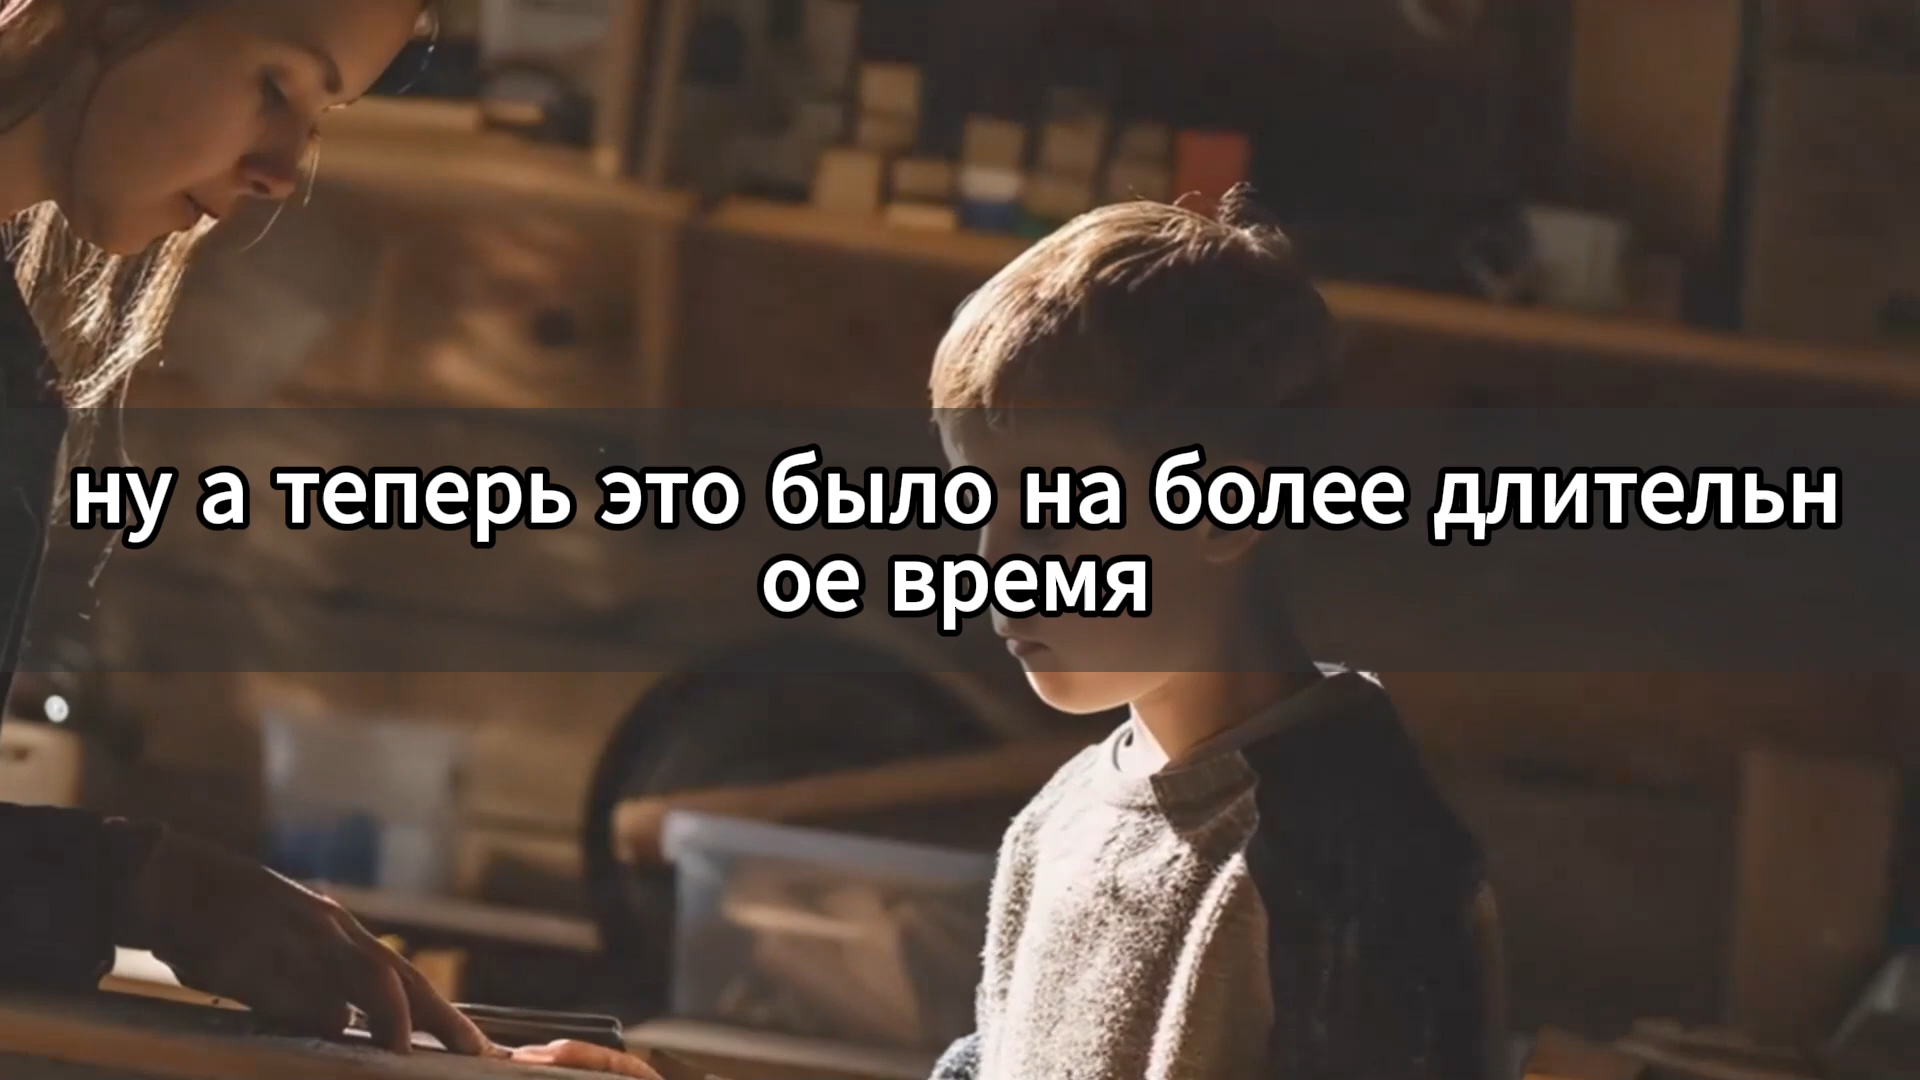 ну а теперь это было на более длительн
ое время